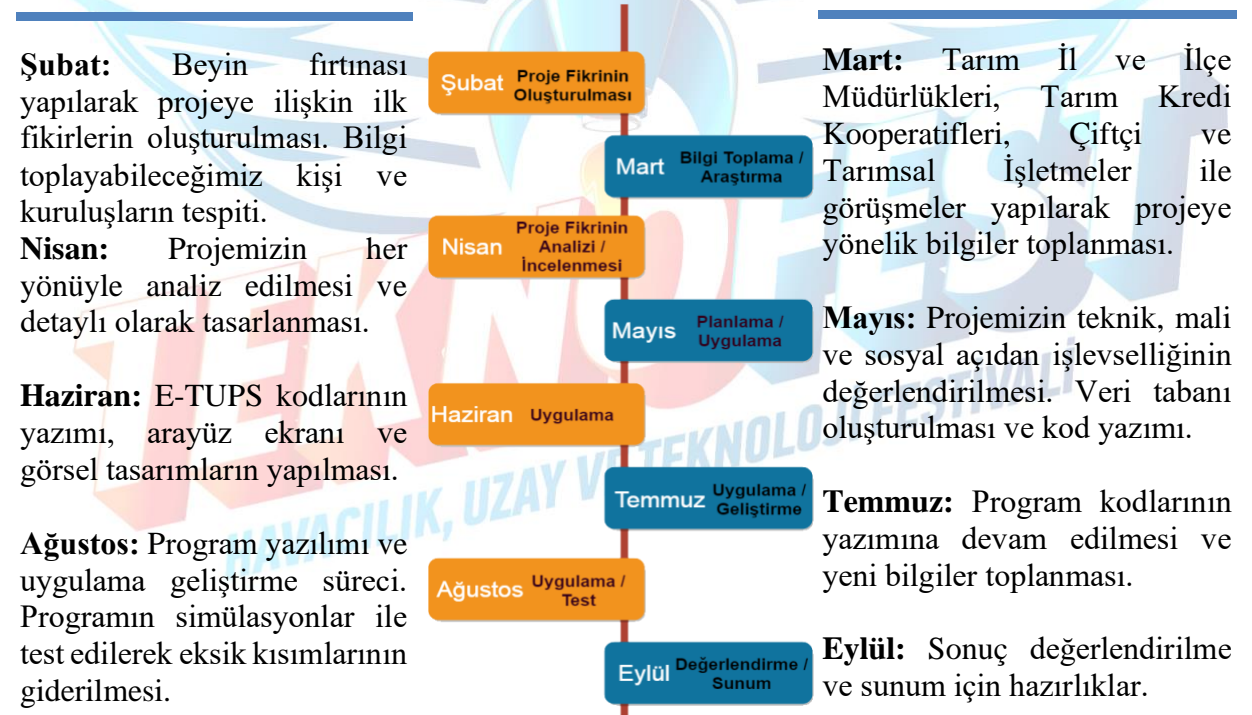 Şubat: Beyin fırtınası
yapılarak projeye ilişkin ilk
fikirlerin oluşturulması. Bilgi
toplayabileceğimiz kişi ve
kuruluşların tespiti.
Nisan: Projemizin her
yönüyle analiz edilmesi ve
detaylı olarak tasarlanması.
Haziran: E-TUPS kodlarının
yazımı, arayüz ekranı ve
görsel tasarımların yapılması.
Ağustos: Program yazılımı ve
uygulama geliştirme süreci.
Programın simülasyonlar ile
test edilerek eksik kısımlarının
giderilmesi.
Şubat Proje Fikrinin
Oluşturulması
Mart Bilgi Toplama /
Araştırma
Nisan Proje Fikrinin
Analizi /
İncelenmesi
Mayıs Planlama /
Uygulama
Haziran Uygulama
Temmuz Uygulama /
Geliştirme
Ağustos Uygulama /
Test
Eylül Değerlendirme /
Sunum
Mart: Tarım İl ve İlçe
Müdürlükleri, Tarım Kredi
Kooperatifleri, Çiftçi ve
Tarımsal İşletmeler ile
görüşmeler yapılarak projeye
yönelik bilgiler toplanması.
Mayıs: Projemizin teknik, mali
ve sosyal açıdan işlevselliğinin
değerlendirilmesi. Veri tabanı
oluşturulması ve kod yazımı.
Temmuz: Program kodlarının
yazımına devam edilmesi ve
yeni bilgiler toplanması.
Eylül: Sonuç değerlendirilme
ve sunum için hazırlıklar.
TEKNOFEST
HAVACILIK, UZAY VE TEKNOLOJİ FESTİVALİ